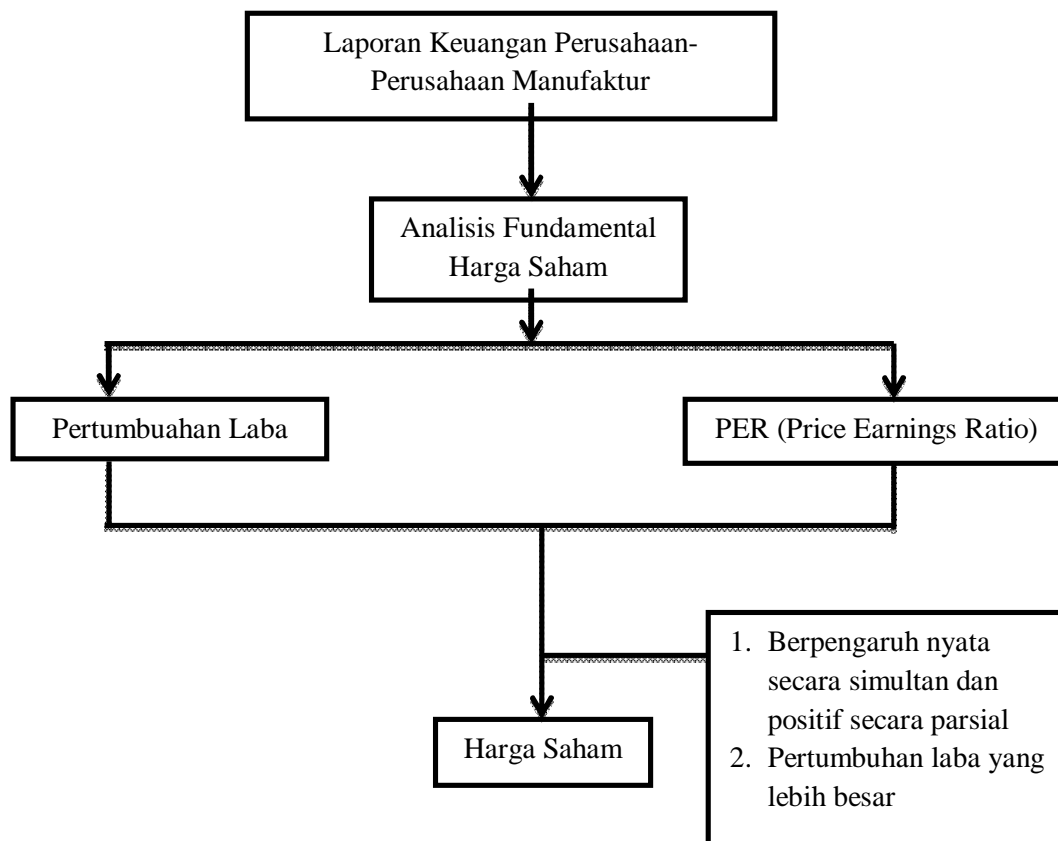 Laporan Keuangan Perusahaan-
Perusahaan Manufaktur
Analisis Fundamental
Harga Saham
Pertumbuahan Laba
PER (Price Earnings Ratio)
1. Berpengaruh nyata
secara simultan dan
positif secara parsial
2. Pertumbuhan laba yang
lebih besar
Harga Saham